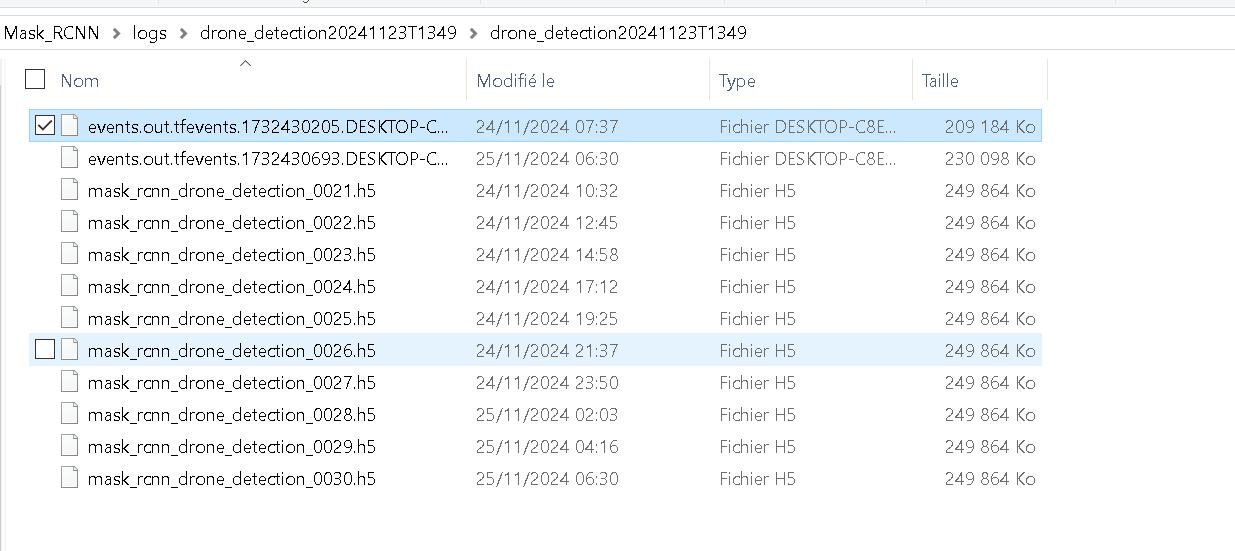 Mask_RCNN > logs > drone_detection20241123T1349 > drone_detection20241123T1349
Nom Modifié le Type Taille
events.out.tfevents.1732430205.DESKTOP-C... 24/11/2024 07:37 Fichier DESKTOP-C8E... 209 184 Ko
events.out.tfevents.1732430693.DESKTOP-C... 25/11/2024 06:30 Fichier DESKTOP-C8E... 230 098 Ko
mask_rcnn_drone_detection_0021.h5 24/11/2024 10:32 Fichier H5 249 864 Ko
mask_rcnn_drone_detection_0022.h5 24/11/2024 12:45 Fichier H5 249 864 Ko
mask_rcnn_drone_detection_0023.h5 24/11/2024 14:58 Fichier H5 249 864 Ko
mask_rcnn_drone_detection_0024.h5 24/11/2024 17:12 Fichier H5 249 864 Ko
mask_rcnn_drone_detection_0025.h5 24/11/2024 19:25 Fichier H5 249 864 Ko
mask_rcnn_drone_detection_0026.h5 24/11/2024 21:37 Fichier H5 249 864 Ko
mask_rcnn_drone_detection_0027.h5 24/11/2024 23:50 Fichier H5 249 864 Ko
mask_rcnn_drone_detection_0028.h5 25/11/2024 02:03 Fichier H5 249 864 Ko
mask_rcnn_drone_detection_0029.h5 25/11/2024 04:16 Fichier H5 249 864 Ko
mask_rcnn_drone_detection_0030.h5 25/11/2024 06:30 Fichier H5 249 864 Ko